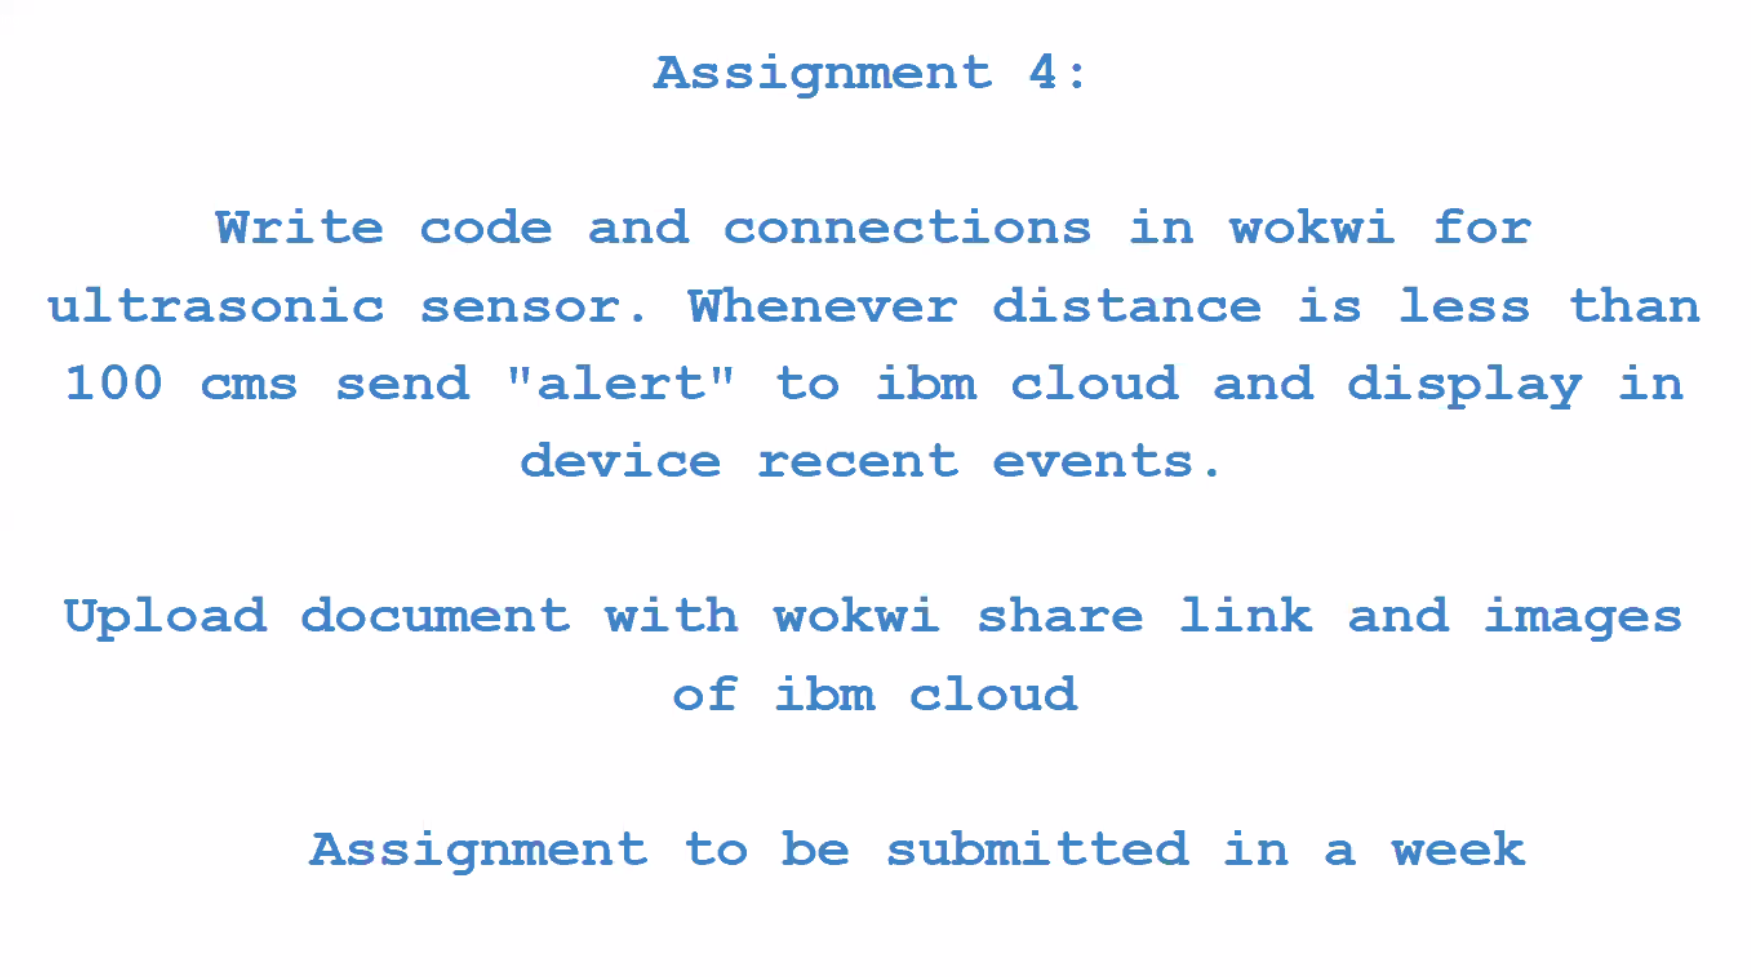 Assignment 4:
Write code and connections in wokwi for
ultrasonic sensor. Whenever distance is less than
100 cms send "alert" to ibm cloud and display in
device recent events.
Upload document with wokwi share link and images
of ibm cloud
Assignment to be submitted in a week